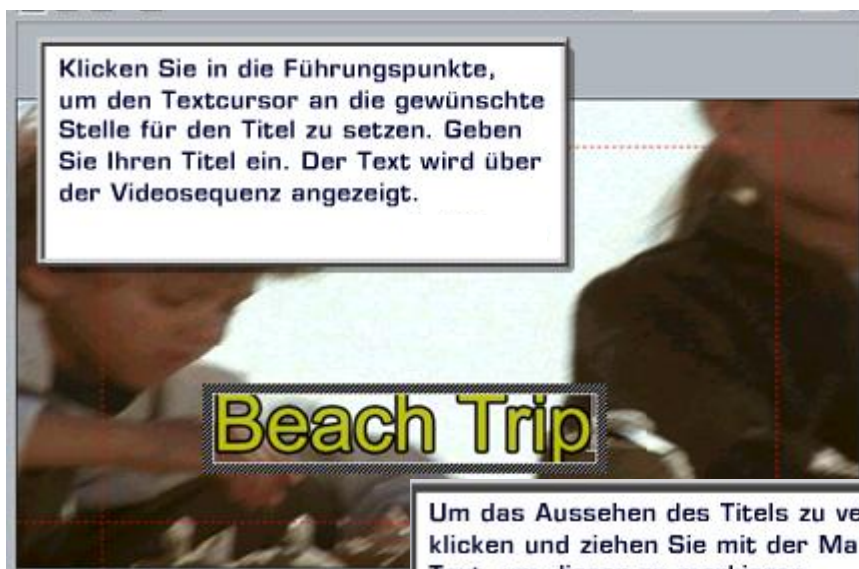 Klicken Sie in die Führungspunkte,
um den Textcursor an die gewünschte
Stelle für den Titel zu setzen. Geben
Sie Ihren Titel ein. Der Text wird über
der Videosequenz angezeigt.
Beach Trip
Um das Aussehen des Titels zu ve
klicken und ziehen Sie mit der Ma